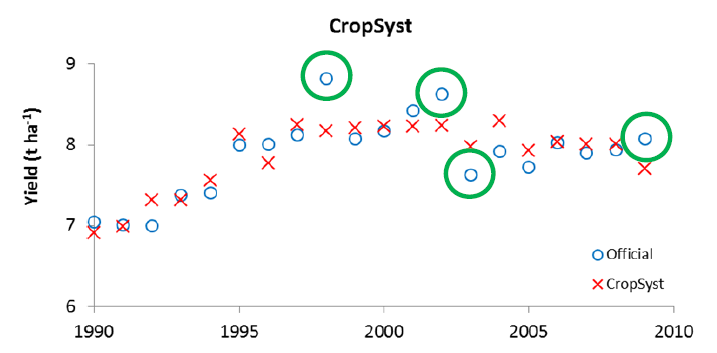 CropSyst
9
8
7
6
Yield (t ha⁻¹)
Official
CropSyst
1990 1995 2000 2005 2010